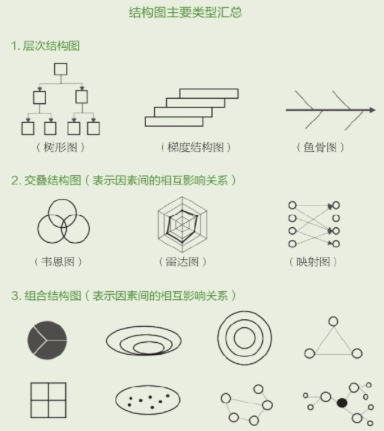 结构图主要类型汇总
1. 层次结构图
（树形图） （梯度结构图） （鱼骨图）
2. 交叠结构图（表示因素间的相互影响关系）
（韦恩图） （雷达图） （映射图）
3. 组合结构图（表示因素间的相互影响关系）